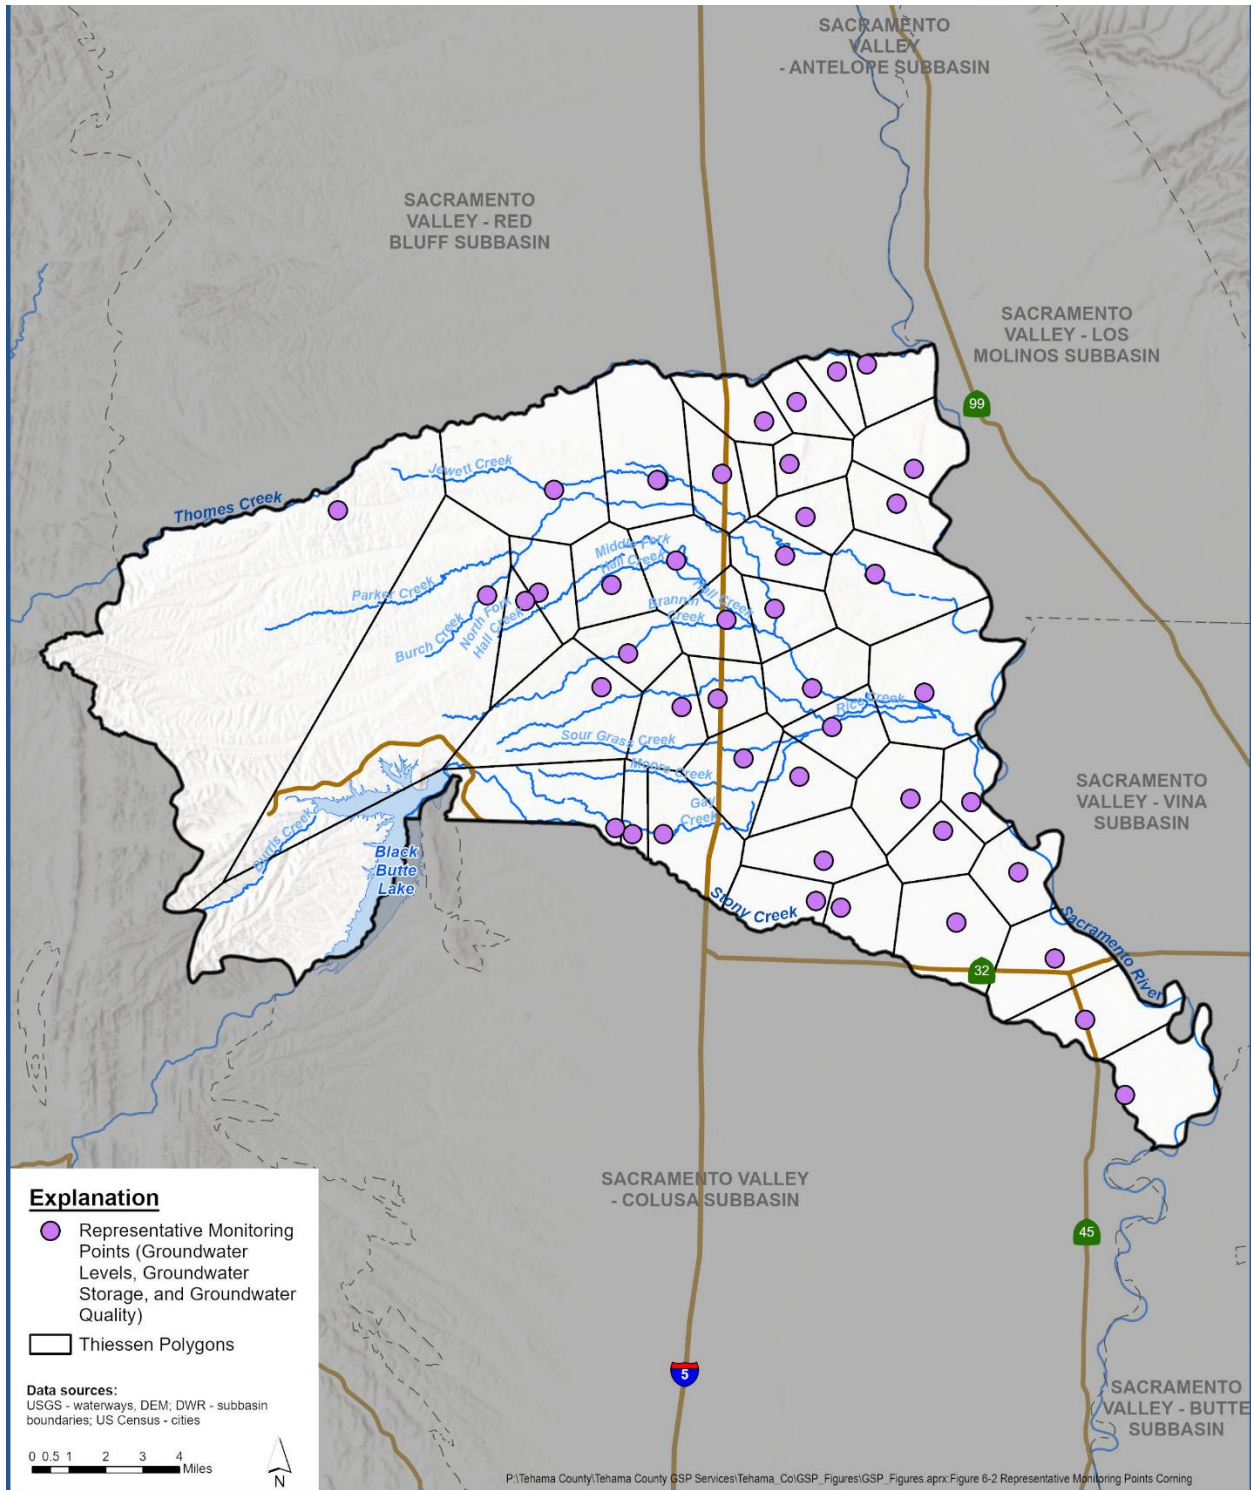 SACRAMENTO
VALLEY
- ANTELOPE SUBBASIN
SACRAMENTO
VALLEY - RED
BLUFF SUBBASIN
SACRAMENTO
VALLEY - LOS
MOLINOS SUBBASIN
99
Jewett Creek
Thomes Creek
Middle Fork
Hall Creek
Parker Creek
Hall Creek
Brannin
Creek
North Fork
Hall Creek
Burch Creek
Rice Creek
Sour Grass Creek
Moore Creek
SACRAMENTO
VALLEY - VINA
SUBBASIN
Gay
Creek
Burris Creek
Black
Butte
Lake
Stony Creek
Sacramento River
32
SACRAMENTO VALLEY
- COLUSA SUBBASIN
45
5
SACRAMENTO
VALLEY - BUTTE
SUBBASIN
Explanation
Representative Monitoring
Points (Groundwater
Levels, Groundwater
Storage, and Groundwater
Quality)
Thiessen Polygons
Data sources:
USGS - waterways, DEM; DWR - subbasin
boundaries; US Census - cities
0 0.5 1 2 3 4
Miles
N
P:\Tehama County\Tehama County GSP Services\Tehama_Co\GSP_Figures\GSP_Figures.aprx:Figure 6-2 Representative Monitoring Points Corning